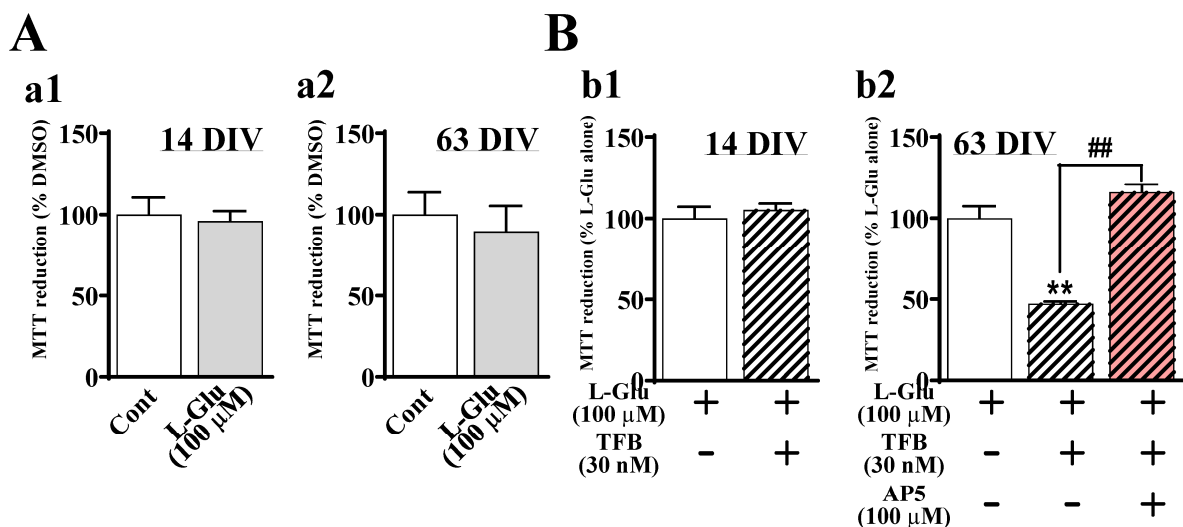 A
B
a1
a2
b1
b2
14 DIV
MTT reduction (% DMSO)
150
100
50
0
Cont
L-Glu
(100 μM)
63 DIV
MTT reduction (% DMSO)
150
100
50
0
Cont
L-Glu
(100 μM)
14 DIV
MTT reduction (% L-Glu alone)
150
100
50
0
L-Glu
(100 μM)
+ +
TFB
(30 nM)
- +
63 DIV
##
**
MTT reduction (% L-Glu alone)
150
100
50
0
L-Glu
(100 μM)
+ + +
TFB
(30 nM)
- + +
AP5
(100 μM)
- - +